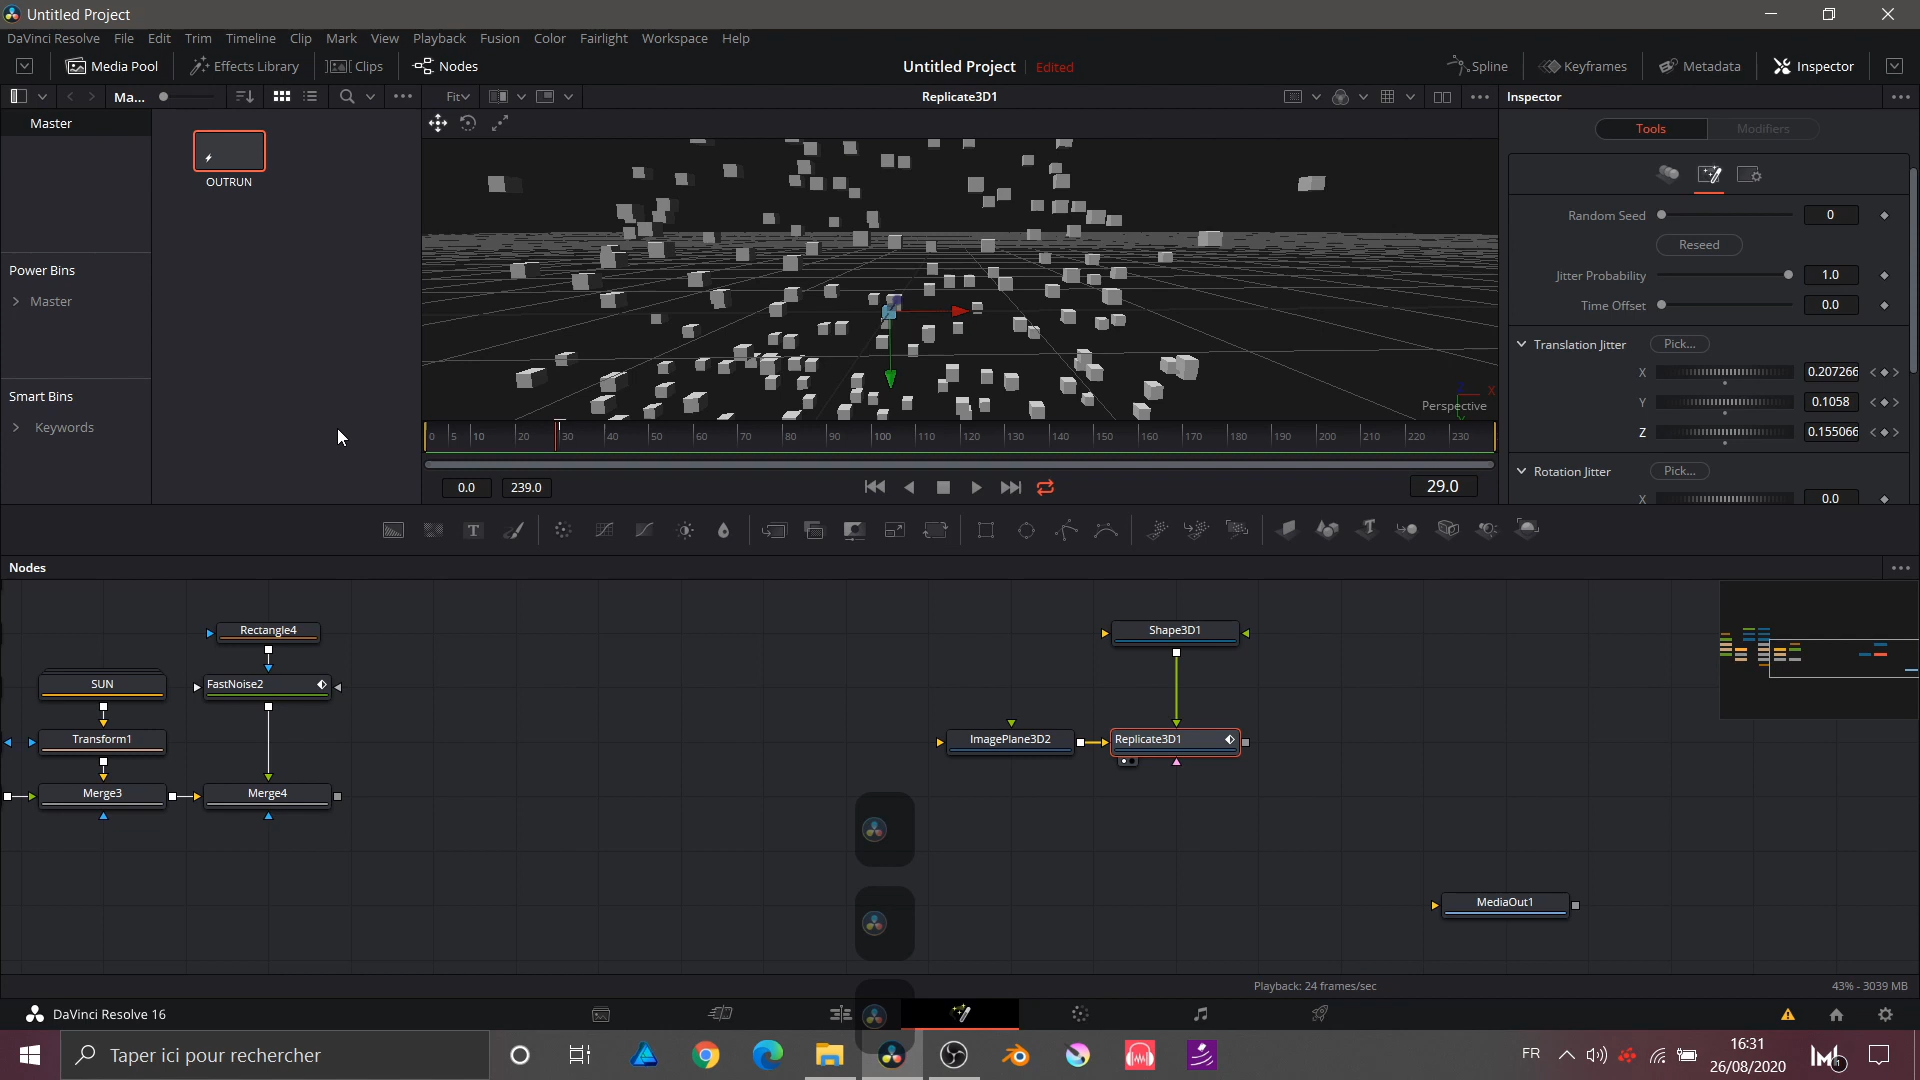 Untitled Project
DaVinci Resolve File Edit Trim Timeline Clip Mark View Playback Fusion Color Fairlight Workspace Help
Media Pool Effects Library Clips Nodes Untitled Project Edited Spline Keyframes Metadata Inspector
Ma... Fit Replicate3D1 Inspector
Master
OUTRUN
Power Bins
Master
Smart Bins
Keywords
Perspective
X
Z
Y
0 5 10 20 30 40 50 60 70 80 90 100 110 120 130 140 150 160 170 180 190 200 210 220 230
0.0 239.0 29.0
Tools Modifiers
Random Seed 0
Reseed
Jitter Probability 1.0
Time Offset 0.0
Translation Jitter Pick...
X 0.207266
Y 0.1058
Z 0.155066
Rotation Jitter Pick...
X 0.0
T T
Nodes
Rectangle4
SUN
FastNoise2
Transform1
Merge3
Merge4
Shape3D1
ImagePlane3D2
Replicate3D1
MediaOut1
Playback: 24 frames/sec 43% - 3039 MB
DaVinci Resolve 16
Taper ici pour rechercher
FR
16:31
26/08/2020
1